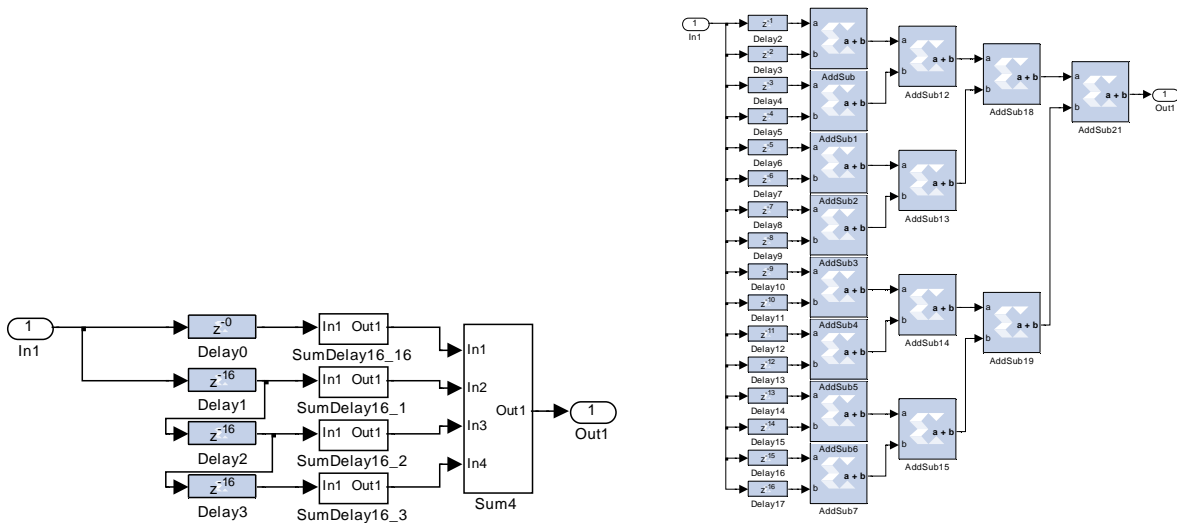 1
In1
z-0
Delay0
In1 Out1
SumDelay16_16
z-16
Delay1
In1 Out1
SumDelay16_1
z-16
Delay2
In1 Out1
SumDelay16_2
z-16
Delay3
In1 Out1
SumDelay16_3
In1
In2
In3
In4
Out1
Sum4
1
Out1
1
In1
z-1
Delay2
z-2
Delay3
z-3
Delay4
z-4
Delay5
z-5
Delay6
z-6
Delay7
z-7
Delay8
z-8
Delay9
z-9
Delay10
z-10
Delay11
z-11
Delay12
z-12
Delay13
z-13
Delay14
z-14
Delay15
z-15
Delay16
z-16
Delay17
a
b
a + b
AddSub
a
b
a + b
AddSub1
a
b
a + b
AddSub2
a
b
a + b
AddSub3
a
b
a + b
AddSub4
a
b
a + b
AddSub5
a
b
a + b
AddSub6
a
b
a + b
AddSub7
a
b
a + b
AddSub12
a
b
a + b
AddSub13
a
b
a + b
AddSub14
a
b
a + b
AddSub15
a
b
a + b
AddSub18
a
b
a + b
AddSub19
a
b
a + b
AddSub21
1
Out1